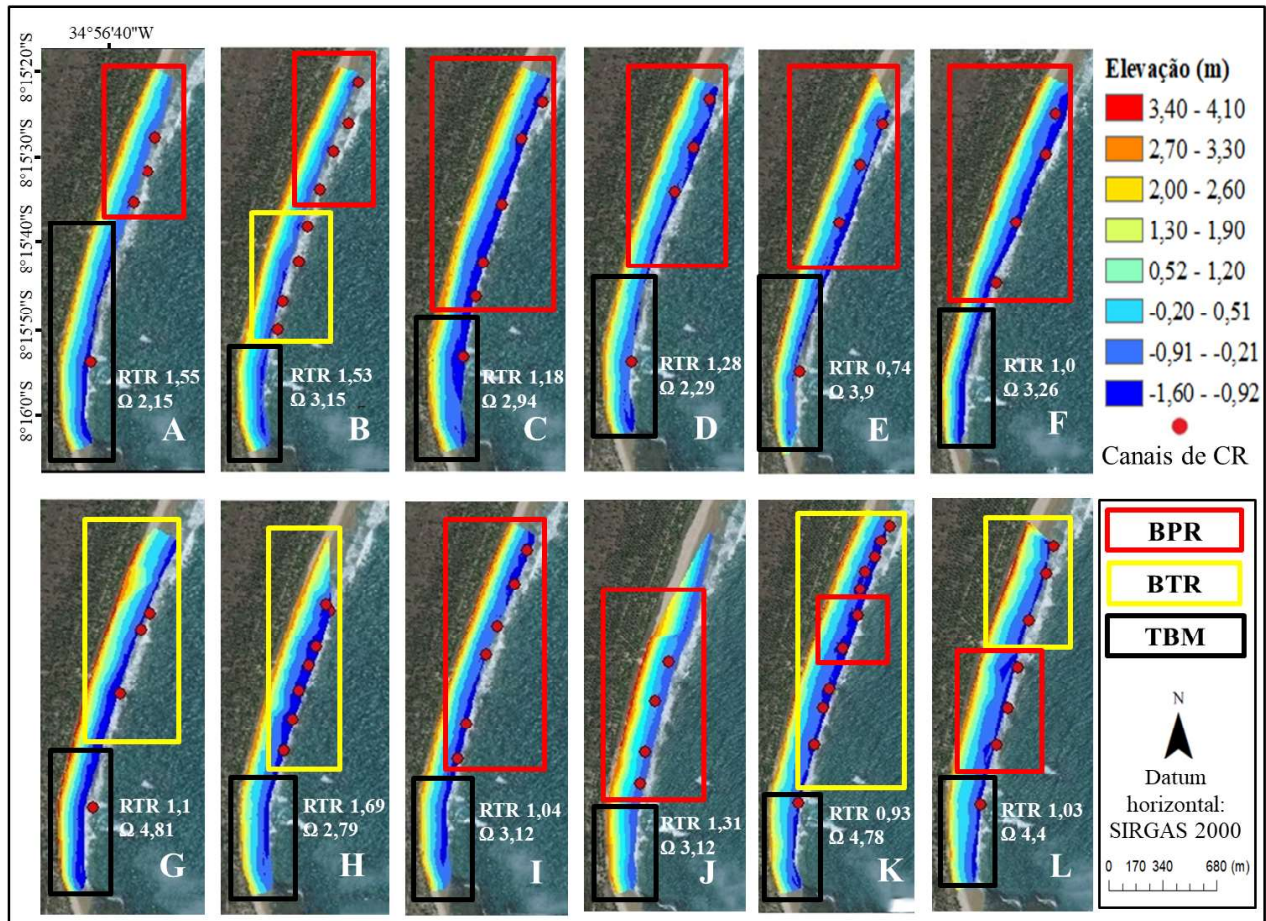 34°56'40"W
8°15'20"S
8°15'30"S
8°15'40"S
8°15'50"S
8°16'0"S
RTR 1,55
Ω 2,15
A
RTR 1,53
Ω 3,15
B
RTR 1,18
Ω 2,94
C
RTR 1,28
Ω 2,29
D
RTR 0,74
Ω 3,9
E
RTR 1,0
Ω 3,26
F
Elevação (m)
3,40 - 4,10
2,70 - 3,30
2,00 - 2,60
1,30 - 1,90
0,52 - 1,20
-0,20 - 0,51
-0,91 - -0,21
-1,60 - -0,92
Canais de CR
RTR 1,1
Ω 4,81
G
RTR 1,69
Ω 2,79
H
RTR 1,04
Ω 3,12
I
RTR 1,31
Ω 3,12
J
RTR 0,93
Ω 4,78
K
RTR 1,03
Ω 4,4
L
BPR
BTR
TBM
N
Datum
horizontal:
SIRGAS 2000
0 170 340 680 (m)